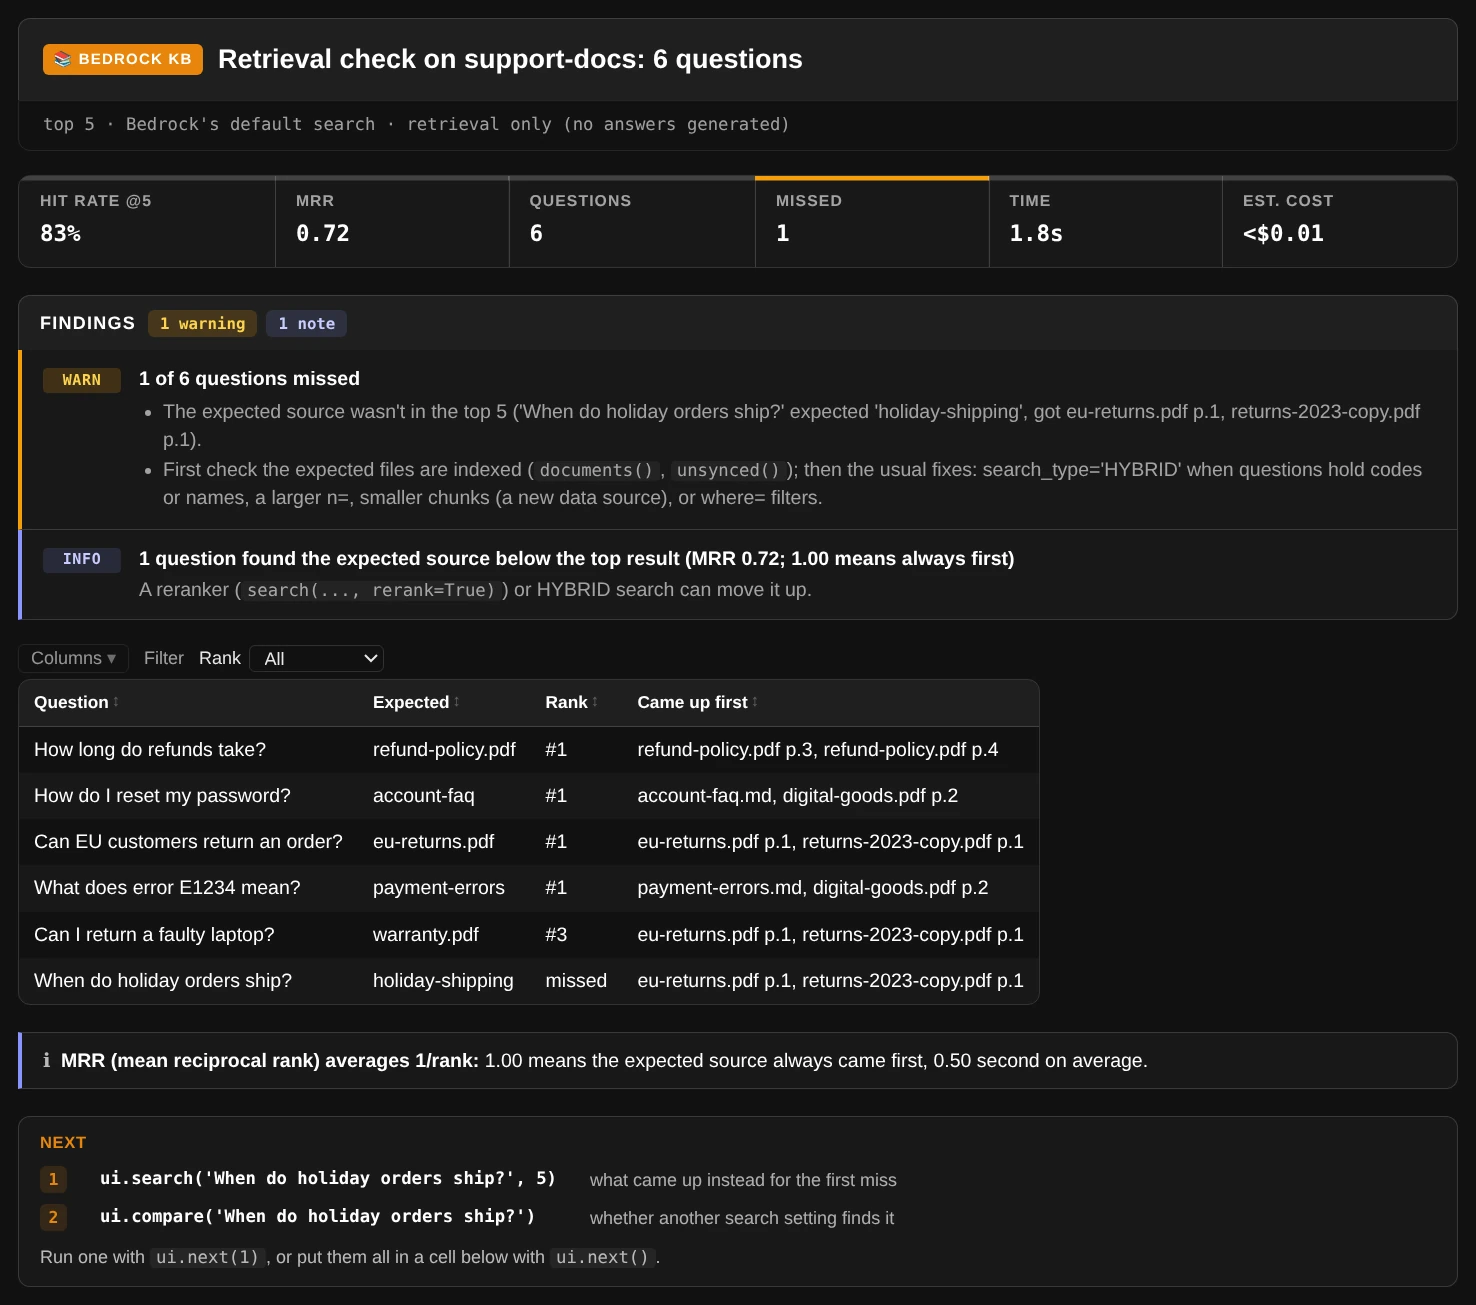 📚 BEDROCK KB Retrieval check on support-docs: 6 questions
top 5 · Bedrock's default search · retrieval only (no answers generated)
HIT RATE @5 MRR QUESTIONS MISSED TIME EST. COST
83% 0.72 6 1 1.8s <$0.01
FINDINGS 1 warning 1 note
WARN 1 of 6 questions missed
• The expected source wasn't in the top 5 ('When do holiday orders ship?' expected 'holiday-shipping', got eu-returns.pdf p.1, returns-2023-copy.pdf
p.1).
• First check the expected files are indexed (documents(), unsynced()); then the usual fixes: search_type='HYBRID' when questions hold codes
or names, a larger n=, smaller chunks (a new data source), or where= filters.
INFO 1 question found the expected source below the top result (MRR 0.72; 1.00 means always first)
A reranker (search(..., rerank=True)) or HYBRID search can move it up.
Columns ▾ Filter Rank All
Question ↕ Expected ↕ Rank ↕ Came up first ↕
How long do refunds take? refund-policy.pdf #1 refund-policy.pdf p.3, refund-policy.pdf p.4
How do I reset my password? account-faq #1 account-faq.md, digital-goods.pdf p.2
Can EU customers return an order? eu-returns.pdf #1 eu-returns.pdf p.1, returns-2023-copy.pdf p.1
What does error E1234 mean? payment-errors #1 payment-errors.md, digital-goods.pdf p.2
Can I return a faulty laptop? warranty.pdf #3 eu-returns.pdf p.1, returns-2023-copy.pdf p.1
When do holiday orders ship? holiday-shipping missed eu-returns.pdf p.1, returns-2023-copy.pdf p.1
ℹ MRR (mean reciprocal rank) averages 1/rank: 1.00 means the expected source always came first, 0.50 second on average.
NEXT
1 ui.search('When do holiday orders ship?', 5) what came up instead for the first miss
2 ui.compare('When do holiday orders ship?') whether another search setting finds it
Run one with ui.next(1), or put them all in a cell below with ui.next().